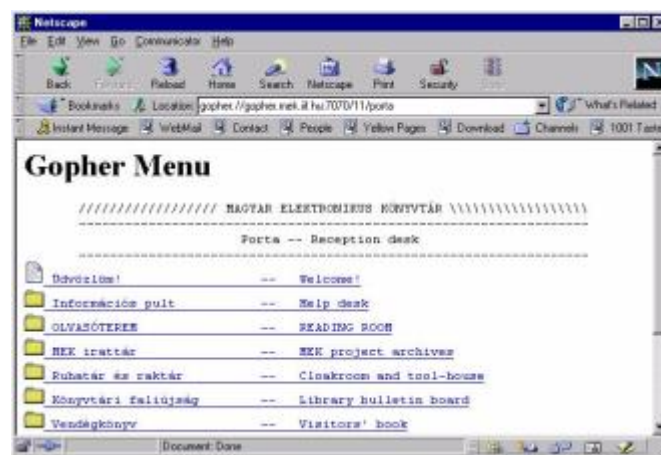 Netscape
File Edit View Go Communicator Help
Back Forward Reload Home Search Netscape Print Security
Bookmarks Location: gopher://gopher.mek.iif.hu:7070/11/porta What's Related
Instant Message WebMail Contact People Yellow Pages Download Channels
Gopher Menu
////////////////// MAGYAR ELEKTRONIKUS KÖNYVTÁR \\\\\\\\\\\\\\\\\\
Porta -- Reception desk
Üdvözlöm! -- Welcome!
Információs pult -- Help desk
OLVASÓTEREM -- READING ROOM
MEK irattár -- MEK project archives
Ruhatár és raktár -- Cloakroom and tool-house
Könyvtári faliújság -- Library bulletin board
Vendégkönyv -- Visitors' book
Document: Done